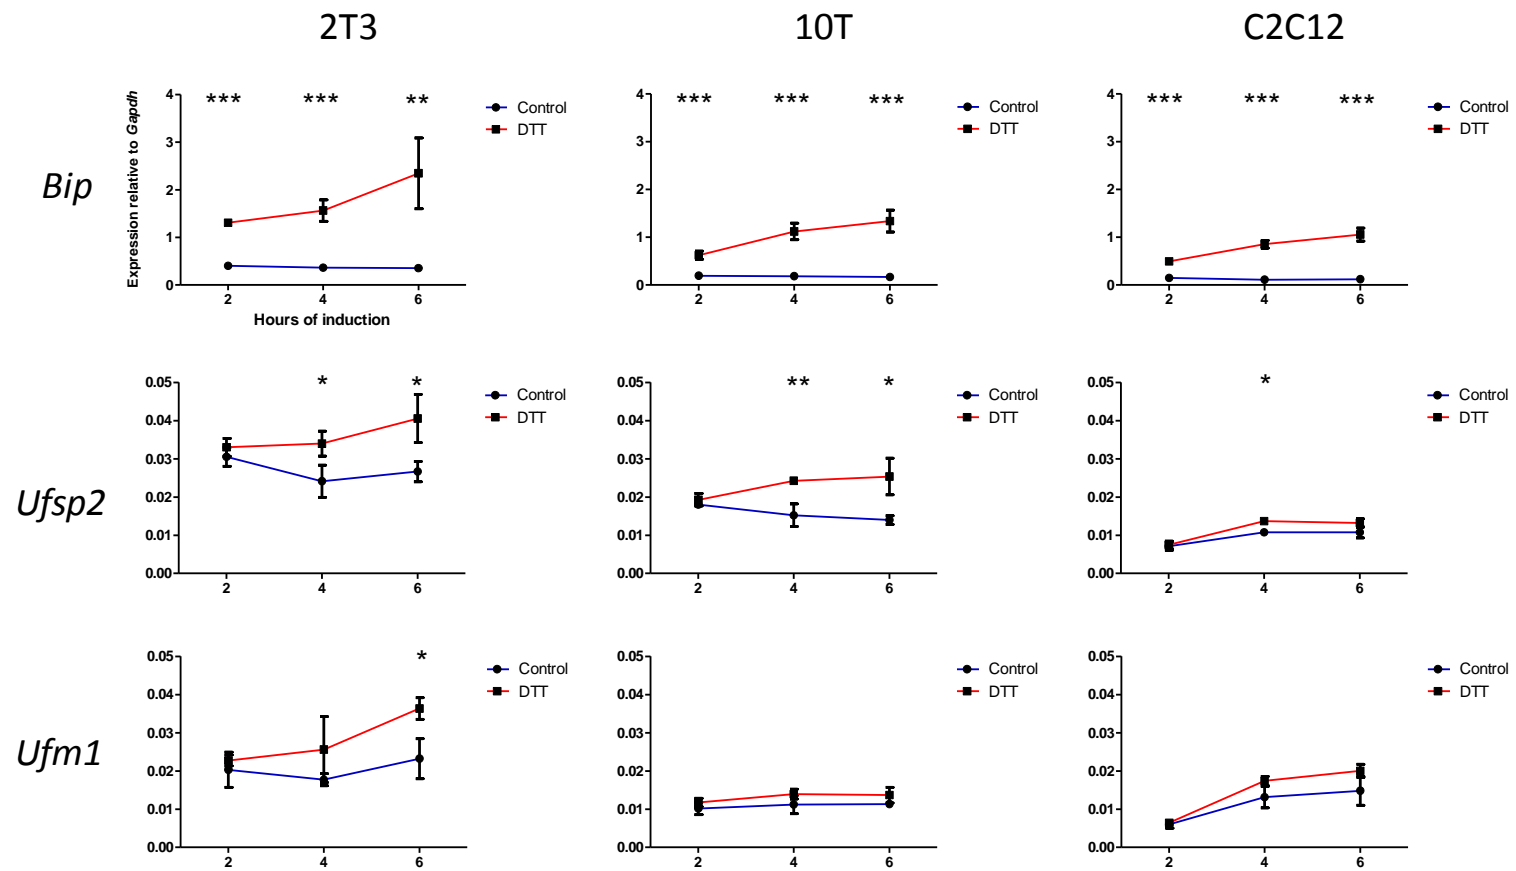 2T3 10T C2C12
Bip
Expression relative to Gapdh
4
3
2
1
0
*** *** **
Control
DTT
2 4 6
Hours of induction
4
3
2
1
0
*** *** ***
Control
DTT
2 4 6
4
3
2
1
0
*** *** ***
Control
DTT
2 4 6
Ufsp2
0.05
0.04
0.03
0.02
0.01
0.00
* *
Control
DTT
2 4 6
0.05
0.04
0.03
0.02
0.01
0.00
** *
Control
DTT
2 4 6
0.05
0.04
0.03
0.02
0.01
0.00
*
Control
DTT
2 4 6
Ufm1
0.05
0.04
0.03
0.02
0.01
0.00
*
Control
DTT
2 4 6
0.05
0.04
0.03
0.02
0.01
0.00
Control
DTT
2 4 6
0.05
0.04
0.03
0.02
0.01
0.00
Control
DTT
2 4 6